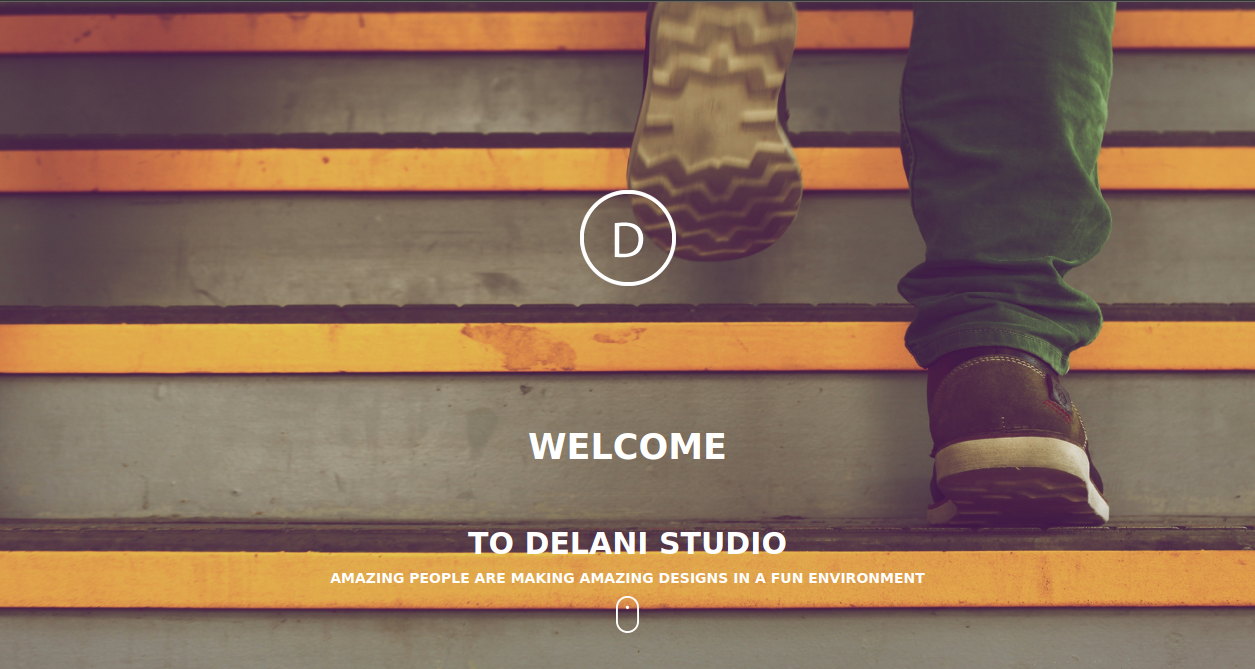 D
WELCOME
TO DELANI STUDIO
AMAZING PEOPLE ARE MAKING AMAZING DESIGNS IN A FUN ENVIRONMENT